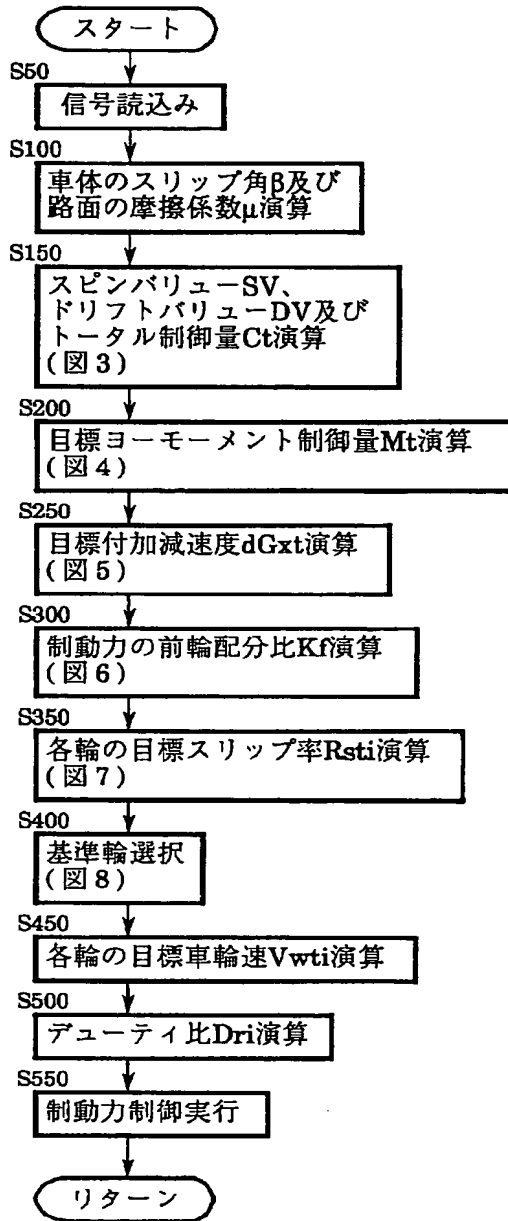 スタート
S50
信号読込み
S100
車体のスリップ角β及び
路面の摩擦係数μ演算
S150
スピンバリューSV、
ドリフトバリューDV及び
トータル制御量Ct演算
(図3)
S200
目標ヨーモーメント制御量Mt演算
(図4)
S250
目標付加減速度dGxt演算
(図5)
S300
制動力の前輪配分比Kf演算
(図6)
S350
各輪の目標スリップ率Rsti演算
(図7)
S400
基準輪選択
(図8)
S450
各輪の目標車輪速Vwti演算
S500
デューティ比Dri演算
S550
制動力制御実行
リターン